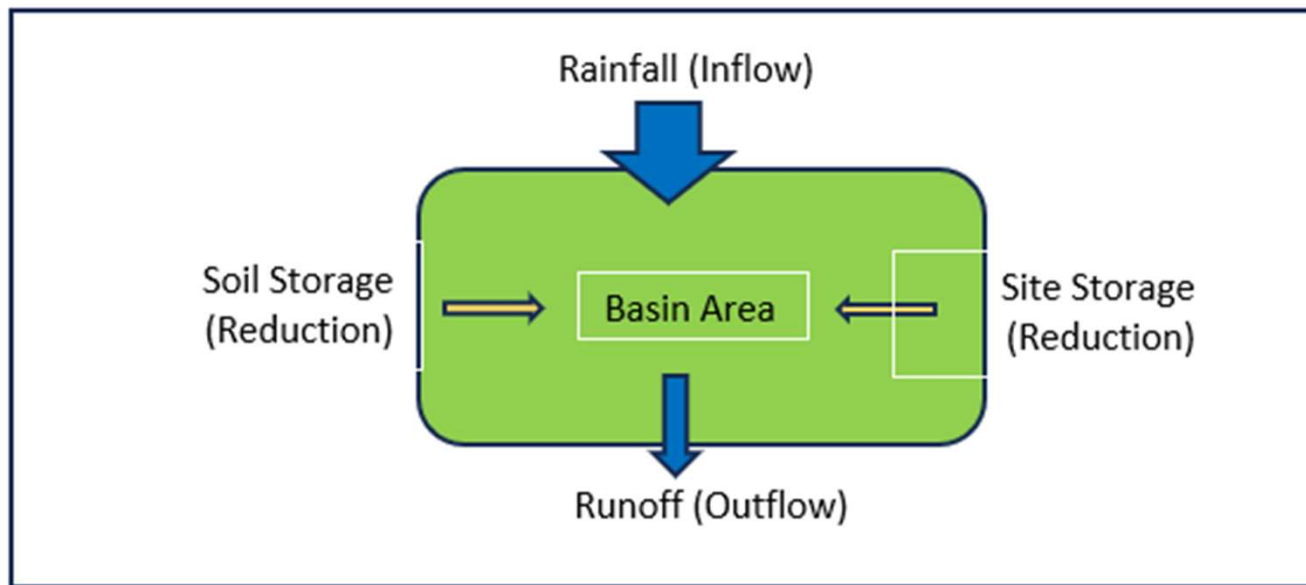 Rainfall (Inflow)
Soil Storage
(Reduction)
Basin Area
Site Storage
(Reduction)
Runoff (Outflow)